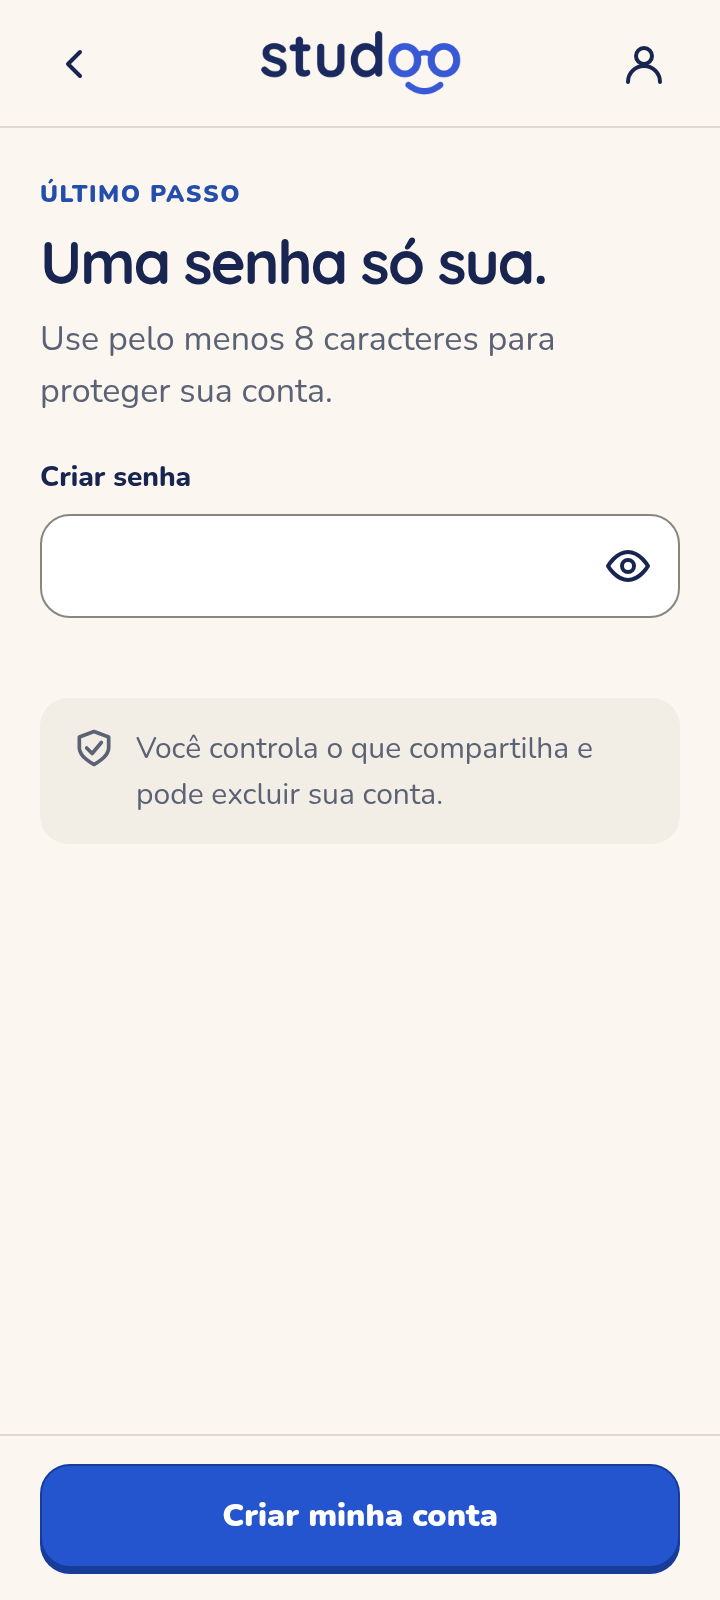 studoo
ÚLTIMO PASSO
Uma senha só sua.
Use pelo menos 8 caracteres para
proteger sua conta.
Criar senha
Você controla o que compartilha e
pode excluir sua conta.
Criar minha conta